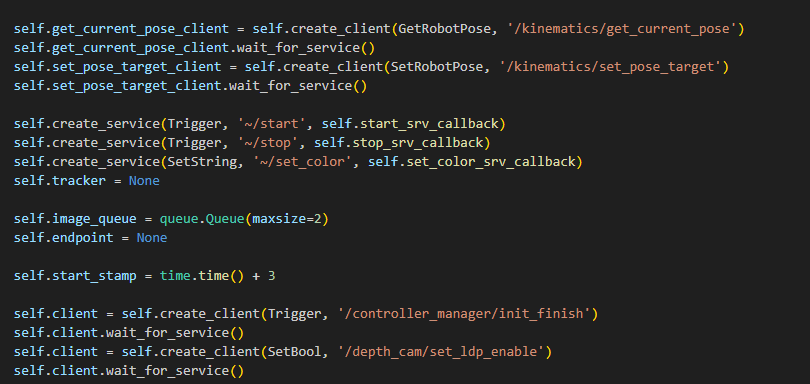 self.get_current_pose_client = self.create_client(GetRobotPose, '/kinematics/get_current_pose')
self.get_current_pose_client.wait_for_service()
self.set_pose_target_client = self.create_client(SetRobotPose, '/kinematics/set_pose_target')
self.set_pose_target_client.wait_for_service()
self.create_service(Trigger, '~/start', self.start_srv_callback)
self.create_service(Trigger, '~/stop', self.stop_srv_callback)
self.create_service(SetString, '~/set_color', self.set_color_srv_callback)
self.tracker = None
self.image_queue = queue.Queue(maxsize=2)
self.endpoint = None
self.start_stamp = time.time() + 3
self.client = self.create_client(Trigger, '/controller_manager/init_finish')
self.client.wait_for_service()
self.client = self.create_client(SetBool, '/depth_cam/set_ldp_enable')
self.client.wait_for_service()